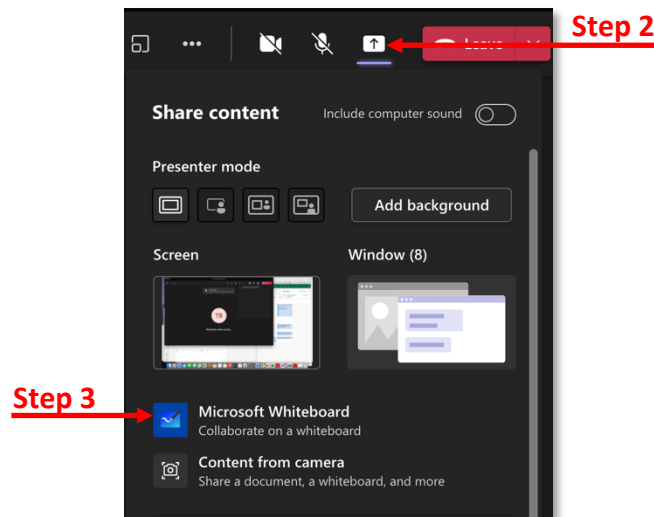 Step 2
Leave
Share content
Include computer sound
Presenter mode
Add background
Screen
Window (8)
TB
Step 3
Microsoft Whiteboard
Collaborate on a whiteboard
Content from camera
Share a document, a whiteboard, and more